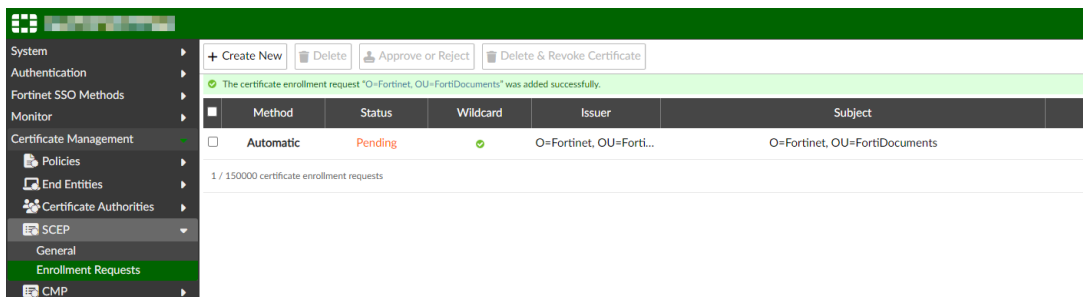 System
Authentication
Fortinet SSO Methods
Monitor
Certificate Management
Policies
End Entities
Certificate Authorities
SCEP
General
Enrollment Requests
CMP
+ Create New Delete Approve or Reject Delete & Revoke Certificate
The certificate enrollment request "O=Fortinet, OU=FortiDocuments" was added successfully.
Method Status Wildcard Issuer Subject
Automatic Pending O=Fortinet, OU=Forti... O=Fortinet, OU=FortiDocuments
1 / 150000 certificate enrollment requests